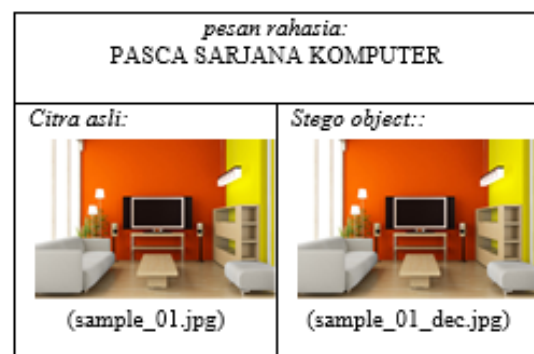 pesan rahasia:
PASCA SARJANA KOMPUTER
Citra asli:
Stego object::
(sample_01.jpg)
(sample_01_dec.jpg)